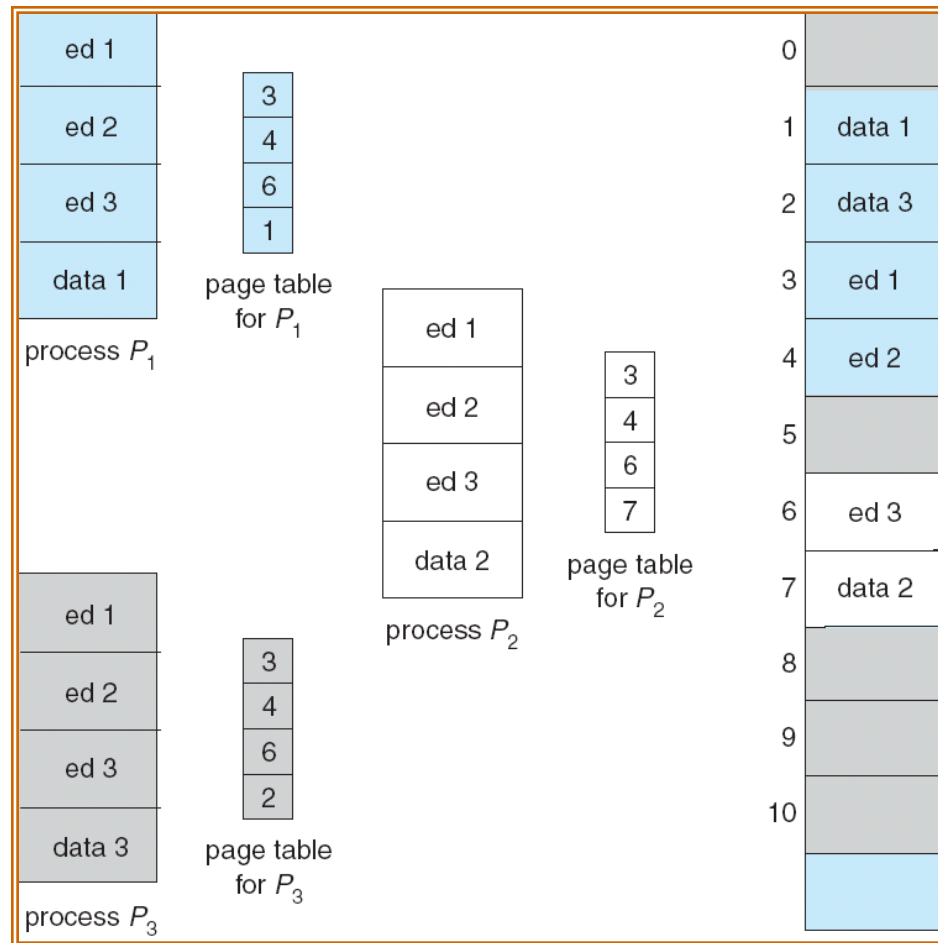 ed 1
ed 2
ed 3
data 1
process P1
3
4
6
1
page table
for P1
ed 1
ed 2
ed 3
data 2
process P2
3
4
6
7
page table
for P2
ed 1
ed 2
ed 3
data 3
process P3
3
4
6
2
page table
for P3
0
1 data 1
2 data 3
3 ed 1
4 ed 2
5
6 ed 3
7 data 2
8
9
10